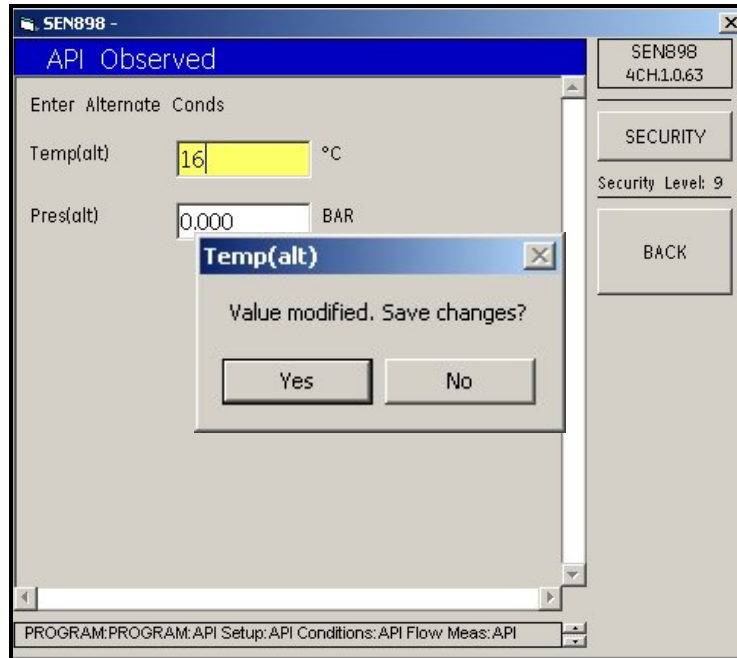 SEN898 -
API Observed
SEN898
4CH.1.0.63
Enter Alternate Conds
SECURITY
Temp(alt) 16 °C
Security Level: 9
Pres(alt) 0.000 BAR
BACK
Temp(alt)
Value modified. Save changes?
Yes No
PROGRAM:PROGRAM:API Setup:API Conditions:API Flow Meas:API